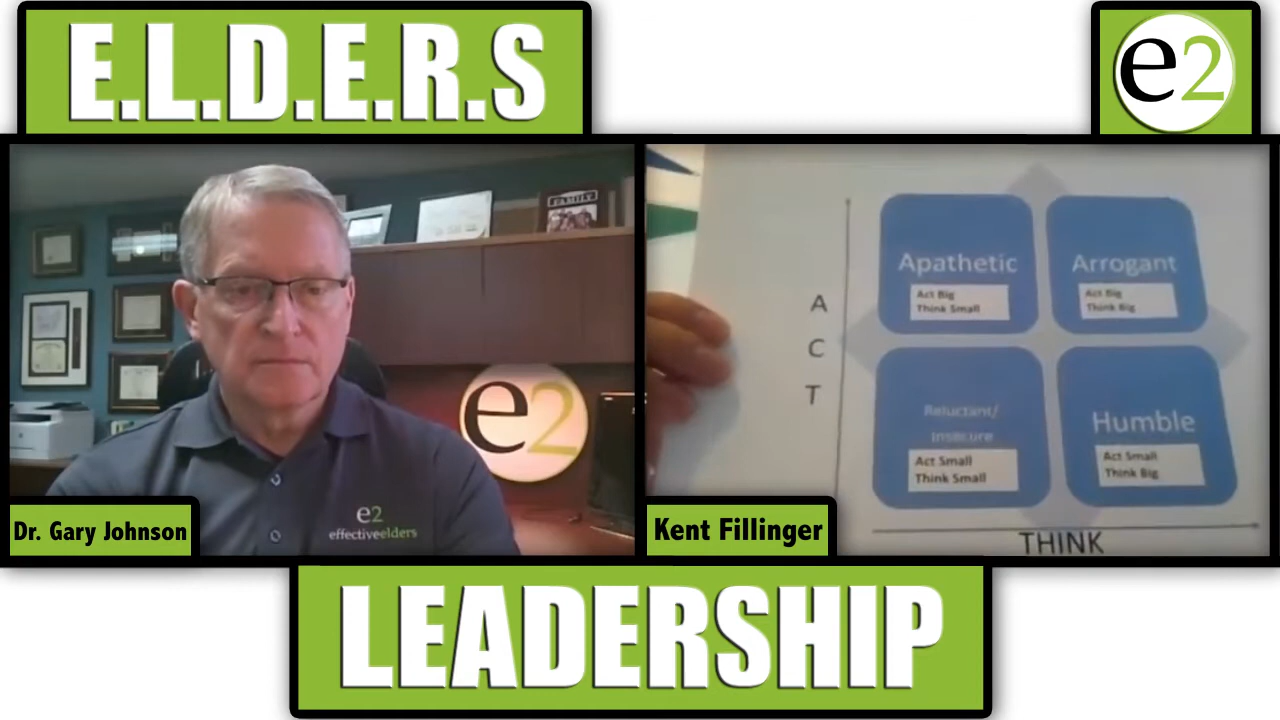 E.L.D.E.R.S
e2
FAMILY
e2
e2
effectiveelders
Dr. Gary Johnson
Apathetic
Act Big
Think Small
Arrogant
Act Big
Think Big
A
C
T
Reluctant/
Insecure
Act Small
Think Small
Humble
Act Small
Think Big
THINK
Kent Fillinger
LEADERSHIP